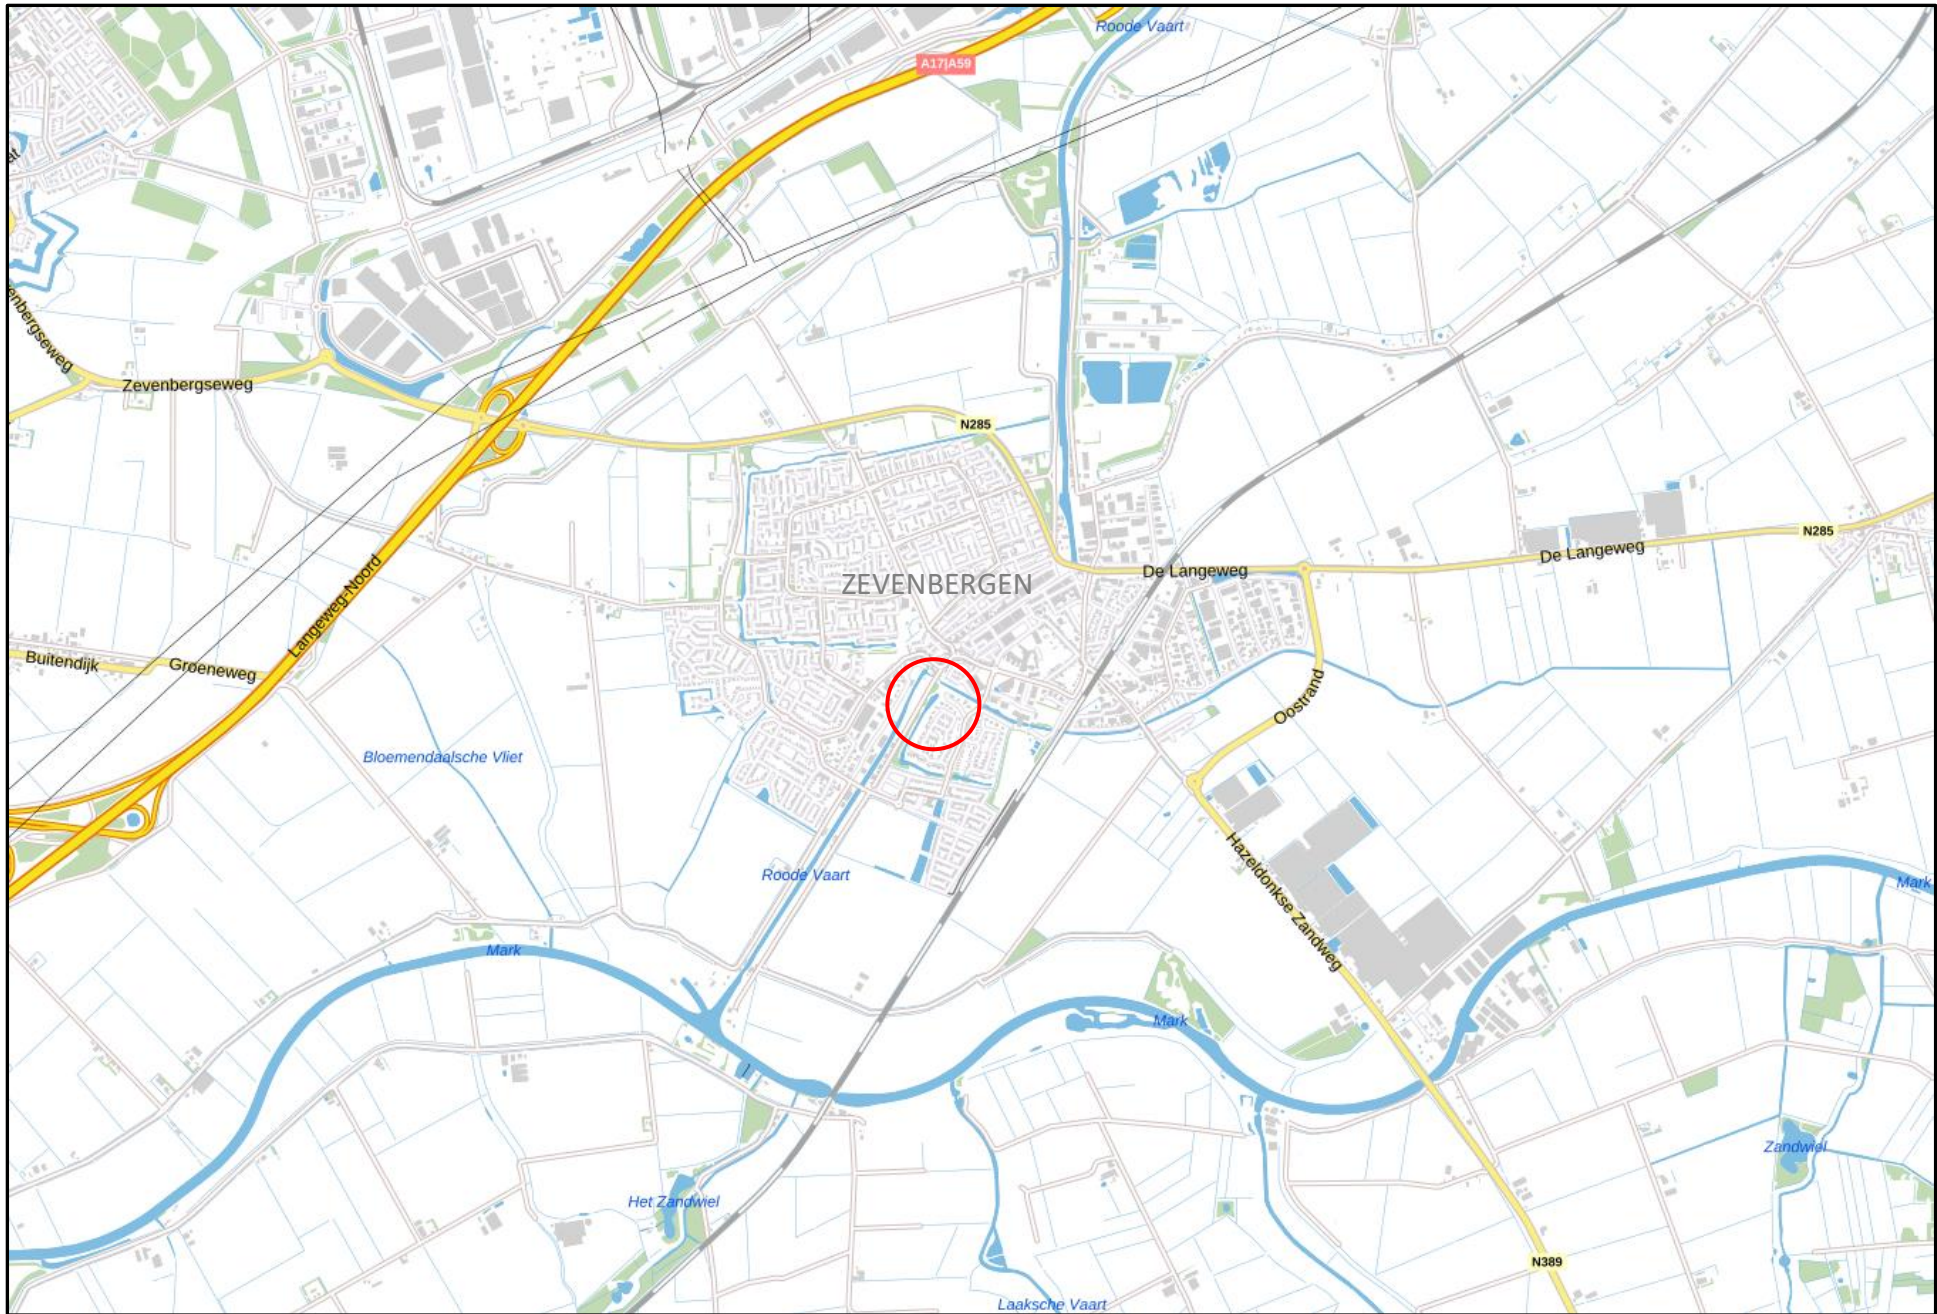 Roode Vaart
A17|A59
Zevenbergseweg
N285
N285
De Langeweg
De Langeweg
ZEVENBERGEN
Langeweg-Noord
Buitendijk
Groeneweg
Oostrand
Bloemendaalsche Vliet
Hazeldonkse Zandweg
Roode Vaart
Mark
Mark
Mark
Zandwiel
Het Zandwiel
N389
Laaksche Vaart